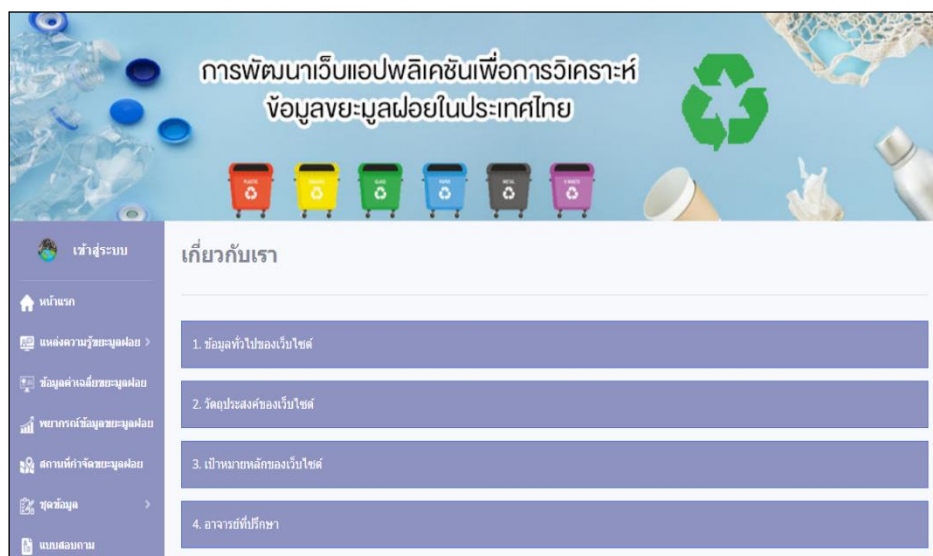 การพัฒนาเว็บแอปพลิเคชันเพื่อการวิเคราะห์
ข้อมูลขยะมูลฝอยในประเทศไทย
เข้าสู่ระบบ
เกี่ยวกับเรา
หน้าแรก
แหล่งความรู้ขยะมูลฝอย
ข้อมูลค่าเฉลี่ยขยะมูลฝอย
พยากรณ์ข้อมูลขยะมูลฝอย
สถานที่กำจัดขยะมูลฝอย
ชุดข้อมูล
แบบสอบถาม
1. ข้อมูลทั่วไปของเว็บไซต์
2. วัตถุประสงค์ของเว็บไซต์
3. เป้าหมายหลักของเว็บไซต์
4. อาจารย์ที่ปรึกษา